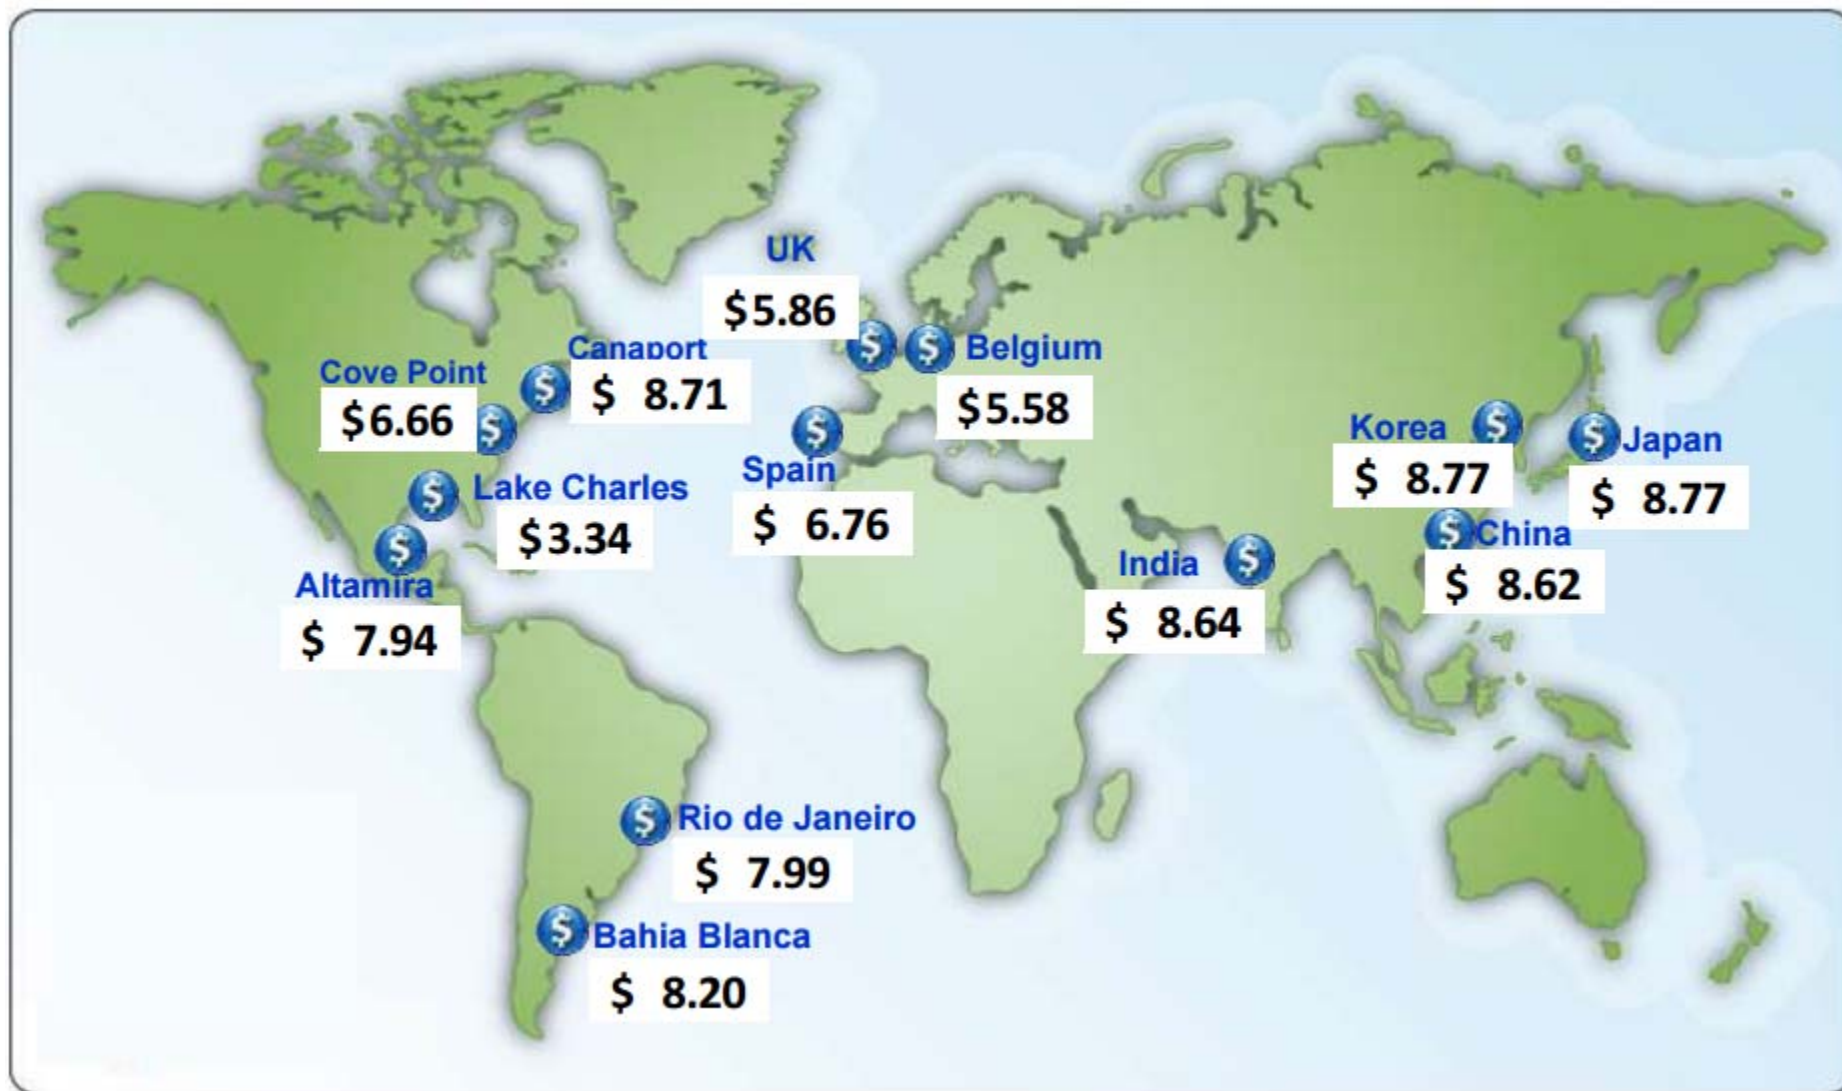 UK
$5.86
Belgium
$5.58
Canaport
$ 8.71
Cove Point
$6.66
Lake Charles
$3.34
Altamira
$ 7.94
Spain
$ 6.76
Korea
$ 8.77
Japan
$ 8.77
China
$ 8.62
India
$ 8.64
Rio de Janeiro
$ 7.99
Bahia Blanca
$ 8.20